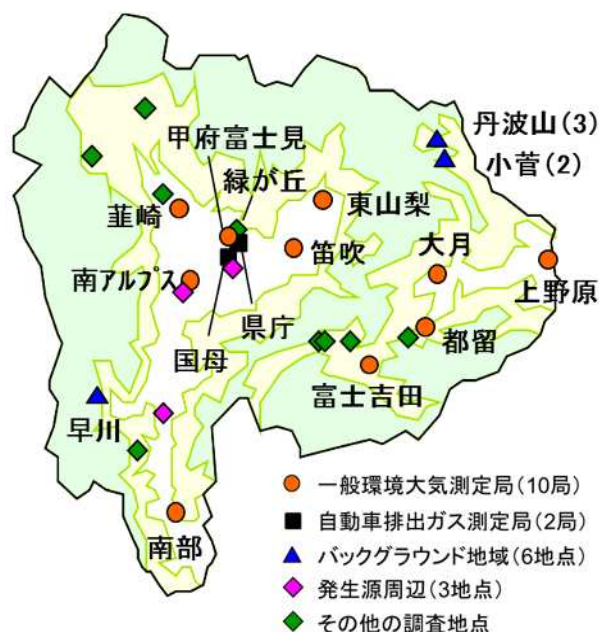 丹波山(3)
甲府富士見
小菅(2)
緑が丘
韮崎
東山梨
大月
笛吹
南アルプス
上野原
県庁
国母
都留
富士吉田
早川
一般環境大気測定局(10局)
自動車排出ガス測定局(2局)
南部
バックグラウンド地域(6地点)
発生源周辺(3地点)
その他の調査地点